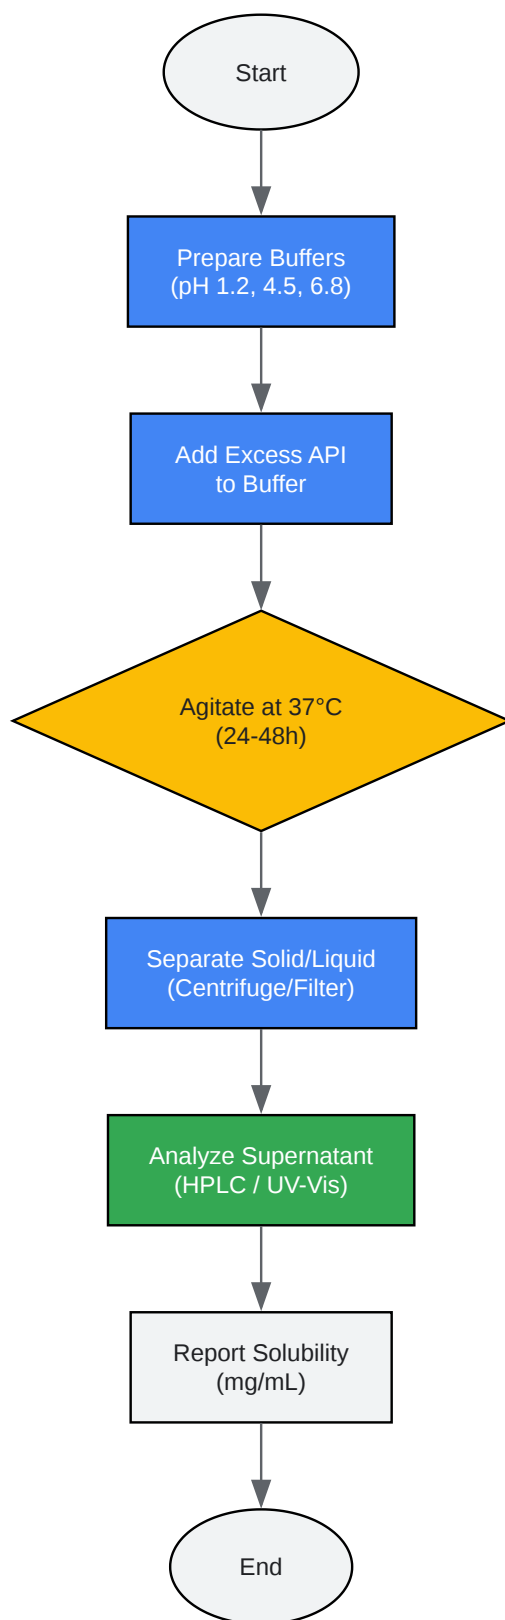 Start
Prepare Buffers
(pH 1.2, 4.5, 6.8)
Add Excess API
to Buffer
Agitate at 37°C
(24-48h)
Separate Solid/Liquid
(Centrifuge/Filter)
Analyze Supernatant
(HPLC / UV-Vis)
Report Solubility
(mg/mL)
End